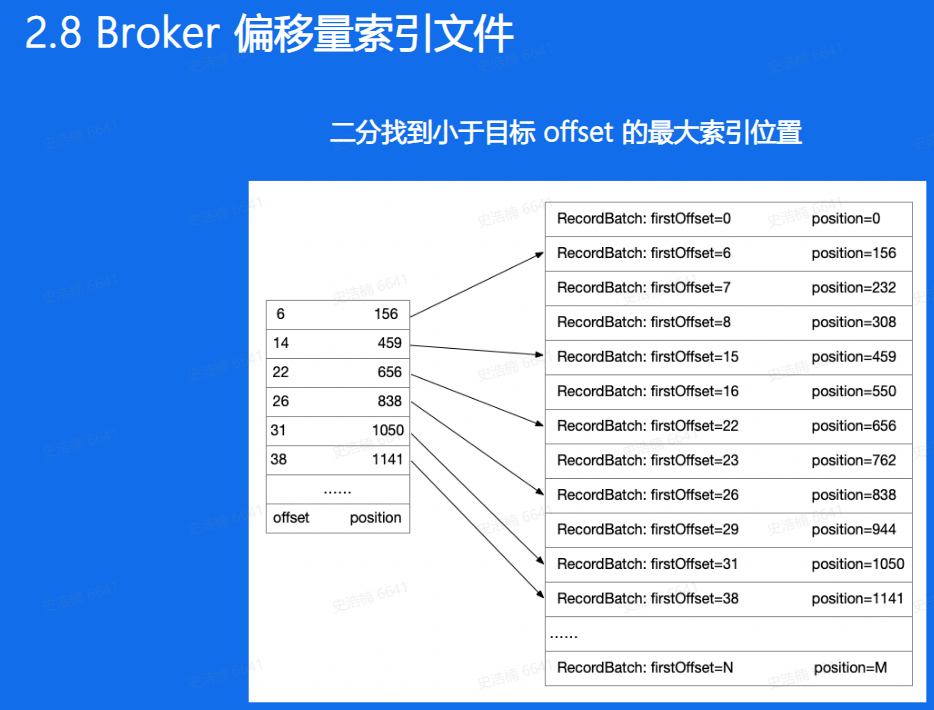 2.8 Broker 偏移量索引文件
二分找到小于目标 offset 的最大索引位置
6 156
14 459
22 656
26 838
31 1050
38 1141
......
offset position
RecordBatch: firstOffset=0 position=0
RecordBatch: firstOffset=6 position=156
RecordBatch: firstOffset=7 position=232
RecordBatch: firstOffset=8 position=308
RecordBatch: firstOffset=15 position=459
RecordBatch: firstOffset=16 position=550
RecordBatch: firstOffset=22 position=656
RecordBatch: firstOffset=23 position=762
RecordBatch: firstOffset=26 position=838
RecordBatch: firstOffset=29 position=944
RecordBatch: firstOffset=31 position=1050
RecordBatch: firstOffset=38 position=1141
......
RecordBatch: firstOffset=N position=M
史浩楠 6641